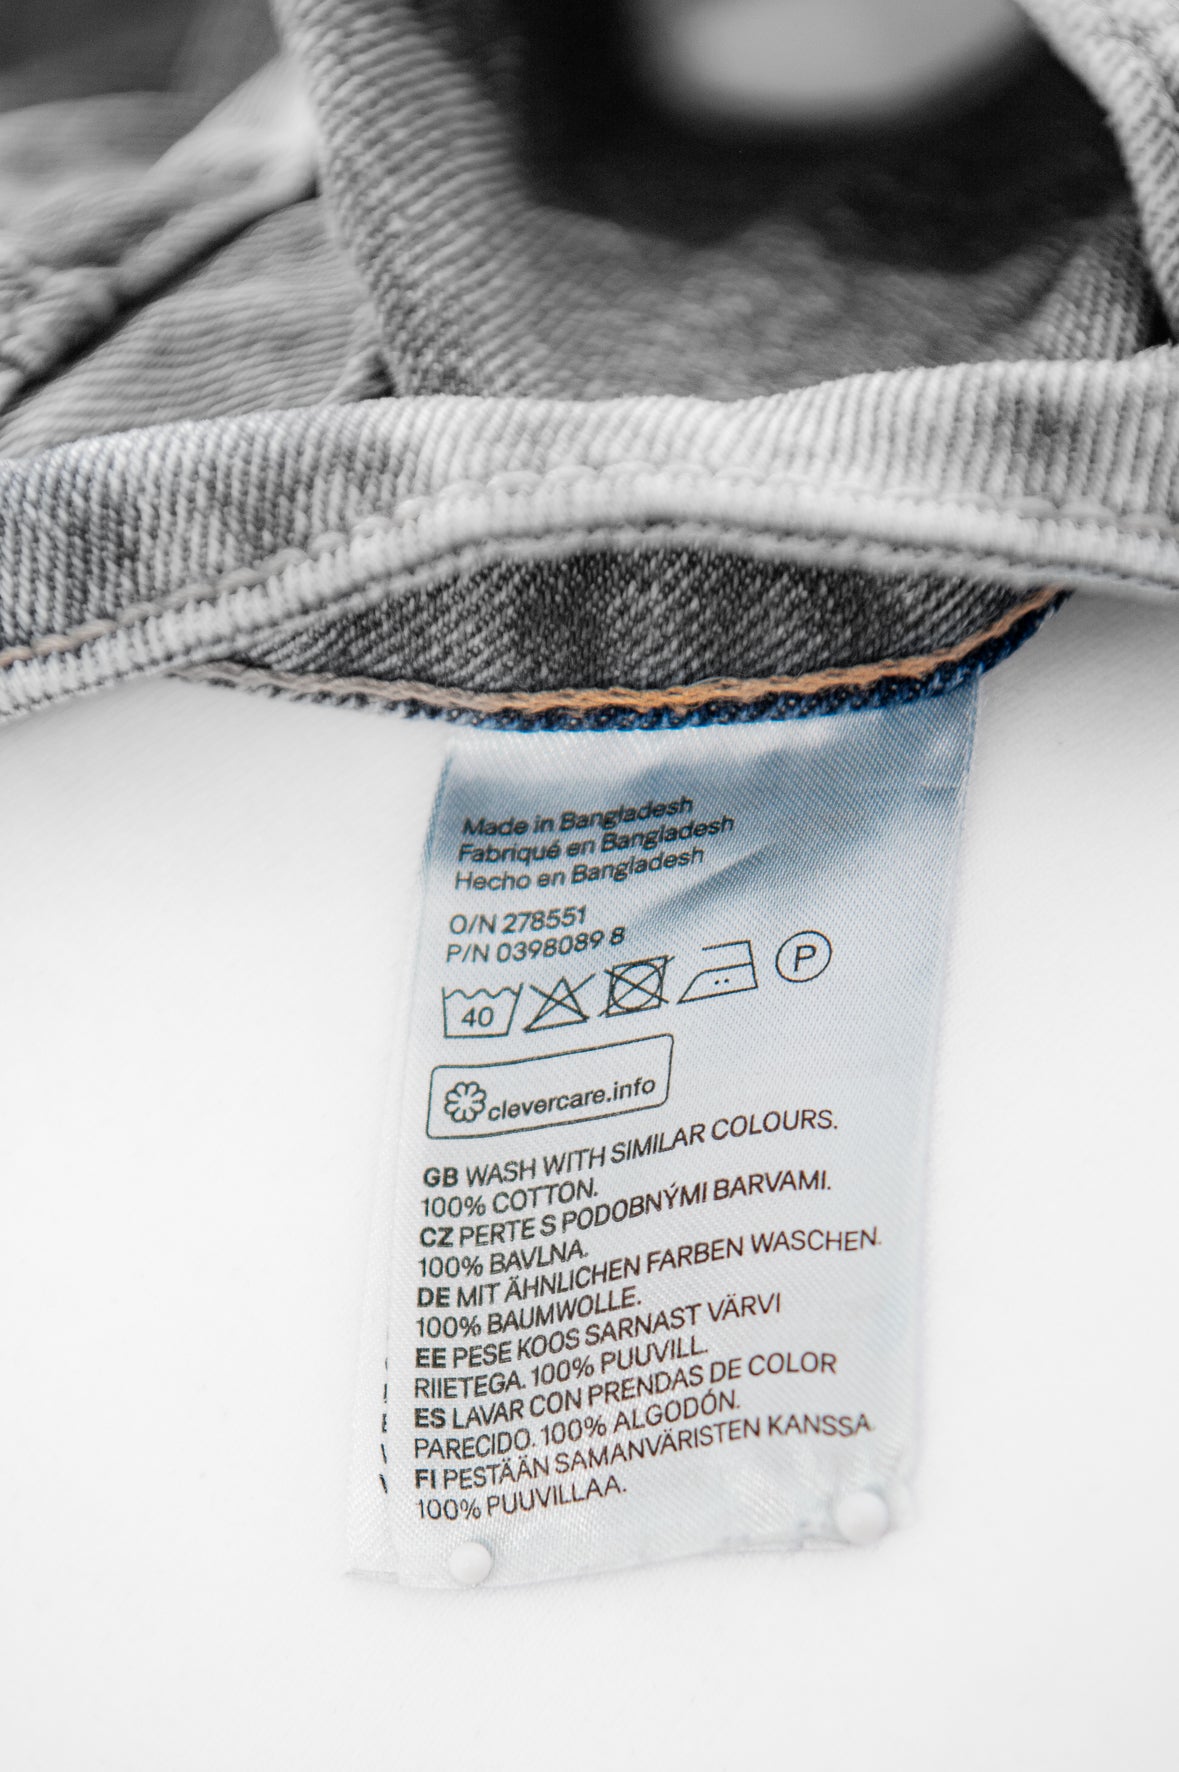 Made in Bangladesh
Fabriqué en Bangladesh
Hecho en Bangladesh
O/N 278551
P/N 0398089 8
40
P
clevercare.info
GB WASH WITH SIMILAR COLOURS.
100% COTTON.
CZ PERTE S PODOBNÝMI BARVAMI.
100% BAVLNA.
DE MIT ÄHNLICHEN FARBEN WASCHEN.
100% BAUMWOLLE.
EE PESE KOOS SARNAST VÄRVI
RIIETEGA. 100% PUUVILL.
ES LAVAR CON PRENDAS DE COLOR
PARECIDO. 100% ALGODÓN.
FI PESTÄÄN SAMANVÄRISTEN KANSSA.
100% PUUVILLAA.